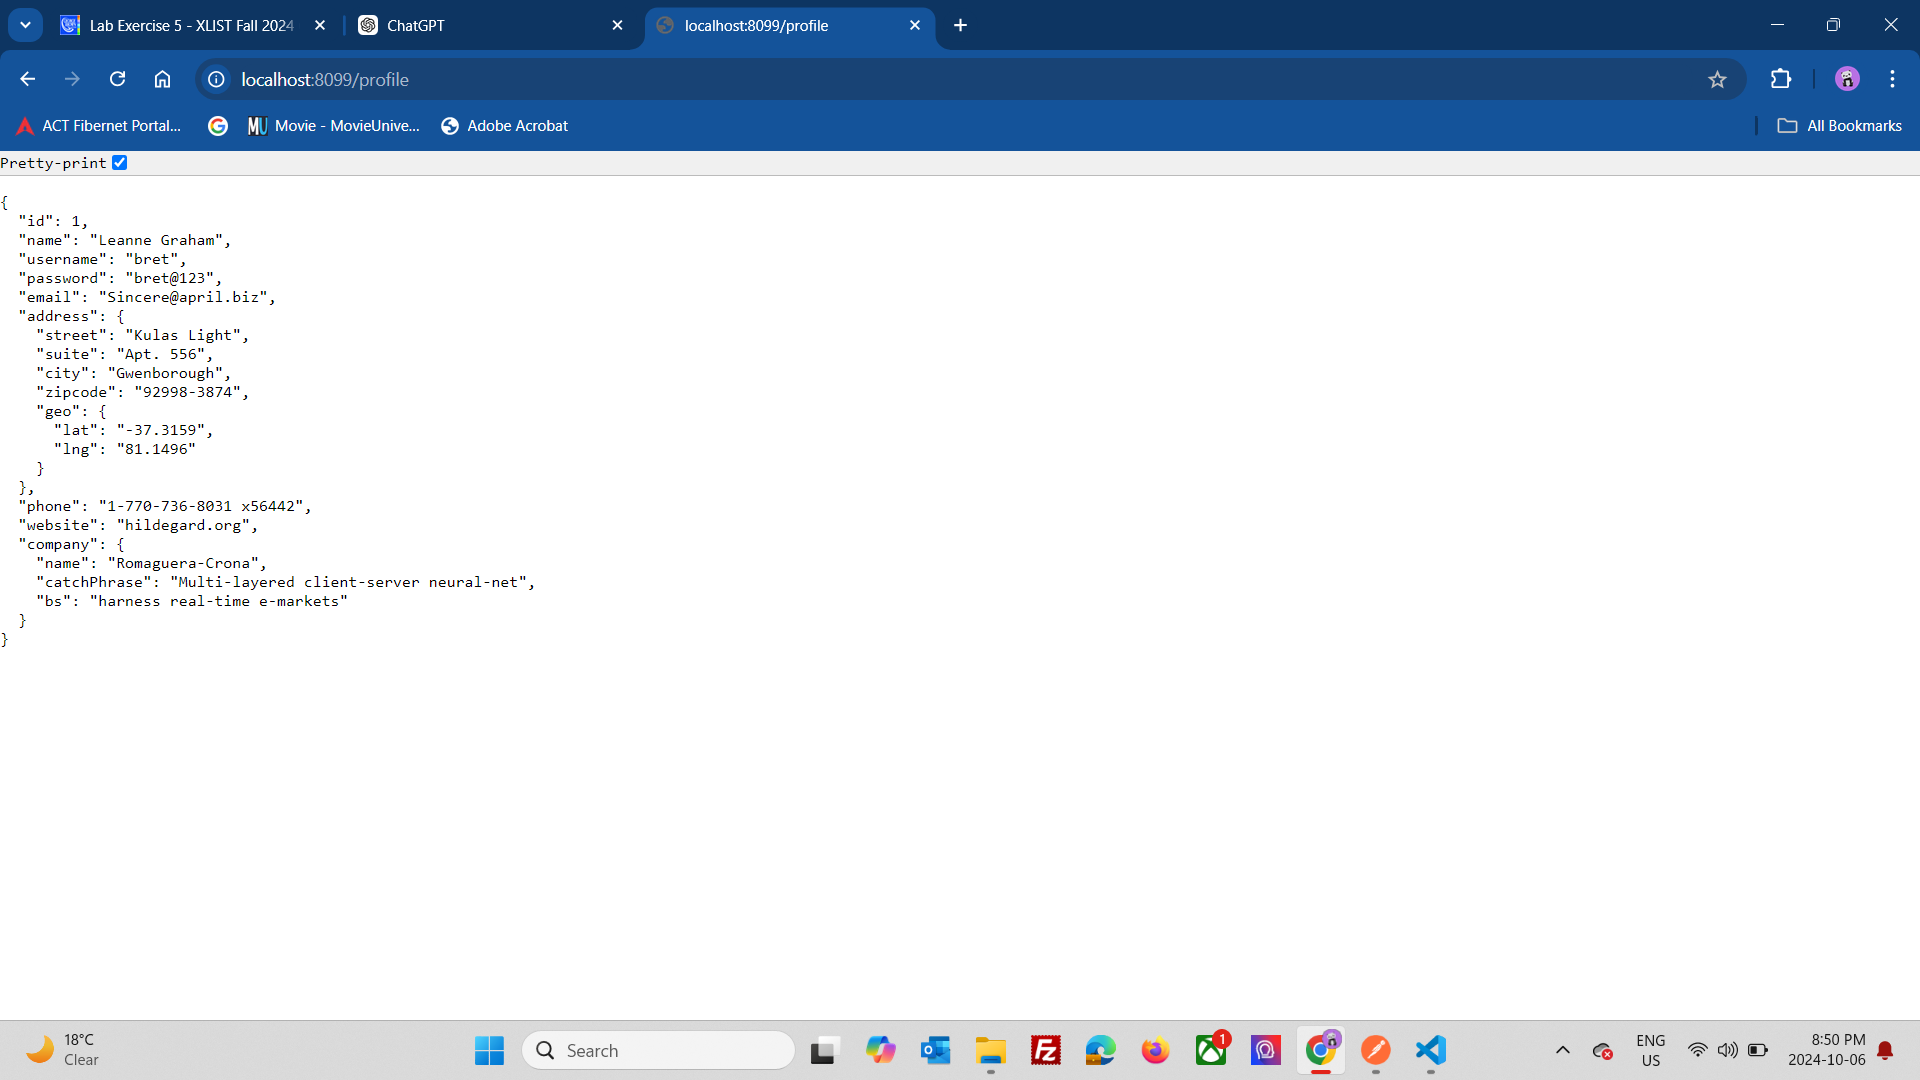 Lab Exercise 5 - XLIST Fall 2024
ChatGPT
localhost:8099/profile
localhost:8099/profile
ACT Fibernet Portal...
MU Movie - MovieUnive...
Adobe Acrobat
All Bookmarks
Pretty-print
{
  "id": 1,
  "name": "Leanne Graham",
  "username": "bret",
  "password": "bret@123",
  "email": "Sincere@april.biz",
  "address": {
    "street": "Kulas Light",
    "suite": "Apt. 556",
    "city": "Gwenborough",
    "zipcode": "92998-3874",
    "geo": {
      "lat": "-37.3159",
      "lng": "81.1496"
    }
  },
  "phone": "1-770-736-8031 x56442",
  "website": "hildegard.org",
  "company": {
    "name": "Romaguera-Crona",
    "catchPhrase": "Multi-layered client-server neural-net",
    "bs": "harness real-time e-markets"
  }
}
18°C
Clear
Search
1
ENG
US
8:50 PM
2024-10-06